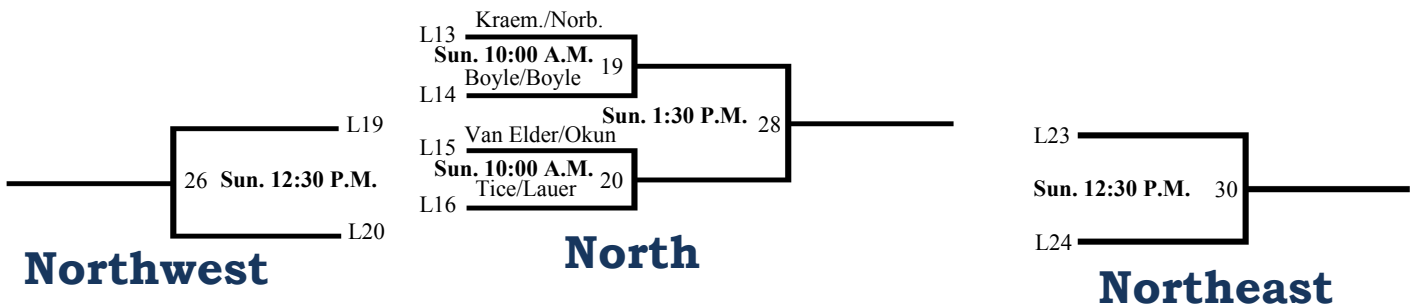 L19
26 Sun. 12:30 P.M.
L20
Northwest
Kraem./Norb.
L13
Sun. 10:00 A.M. 19
Boyle/Boyle
L14
Sun. 1:30 P.M. 28
Van Elder/Okun
L15
Sun. 10:00 A.M. 20
Tice/Lauer
L16
North
L23
Sun. 12:30 P.M. 30
L24
Northeast